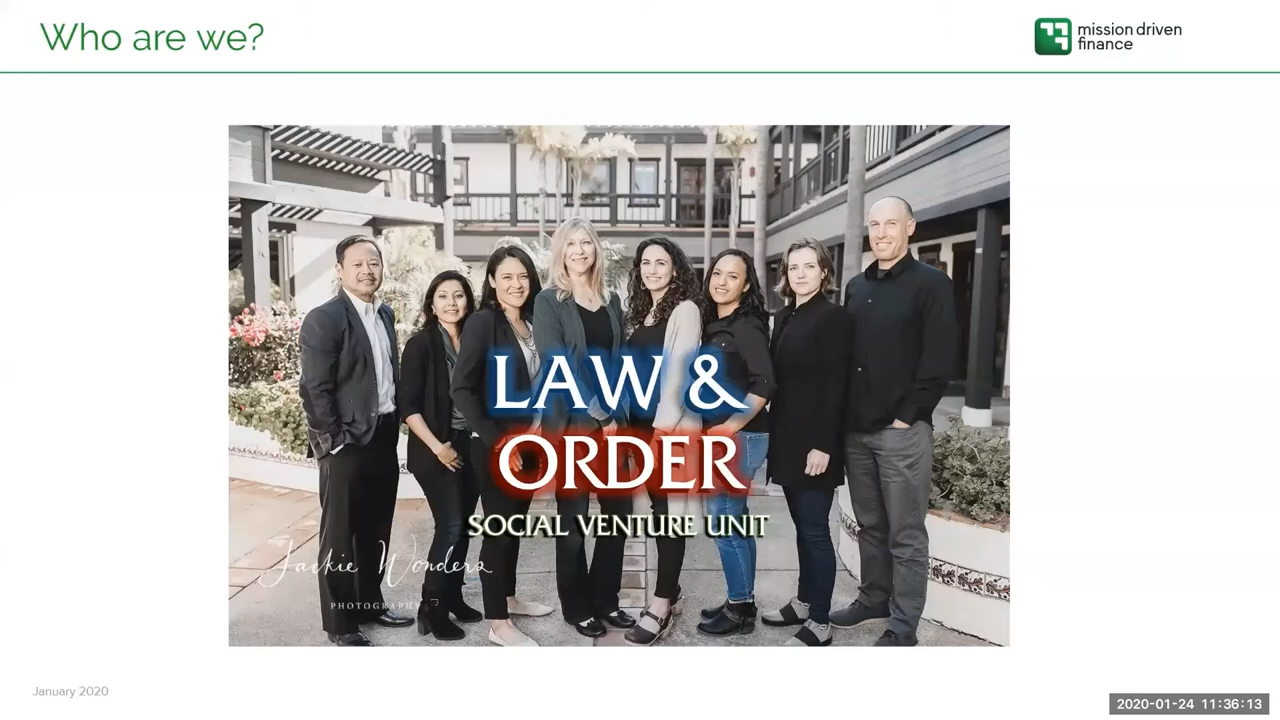 Who are we?
mission driven
finance
LAW &
ORDER
SOCIAL VENTURE UNIT
Jackie Wonders
PHOTOGRAPHY
January 2020
2020-01-24 11:36:13